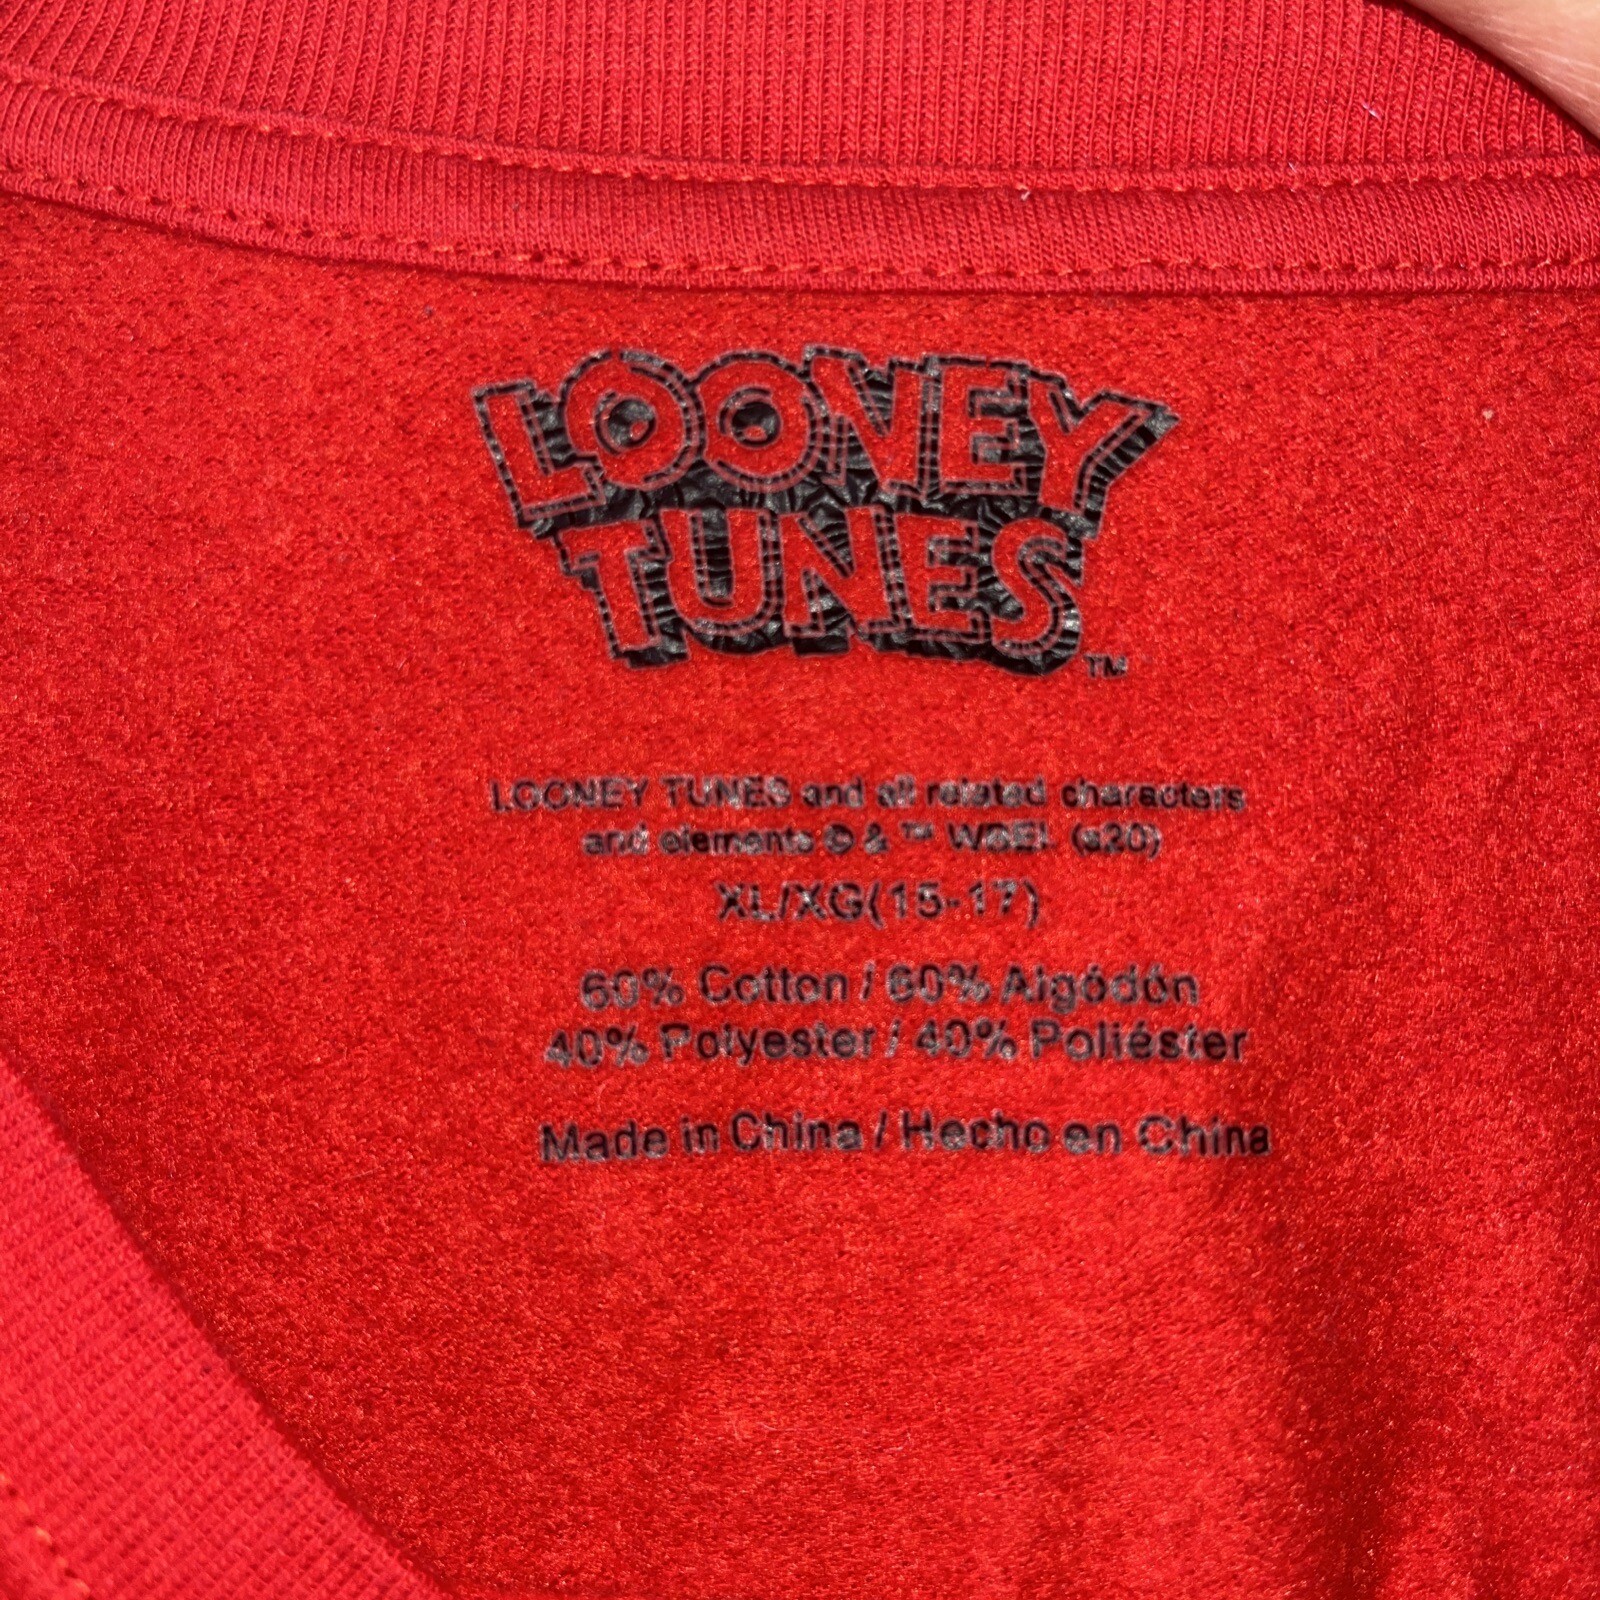 LOONEY
TUNES
TM
LOONEY TUNES and all related characters
and elements © & ™ WBEI. (s20)
XL/XG(15-17)
60% Cotton / 60% Algódón
40% Polyester / 40% Poliéster
Made in China / Hecho en China